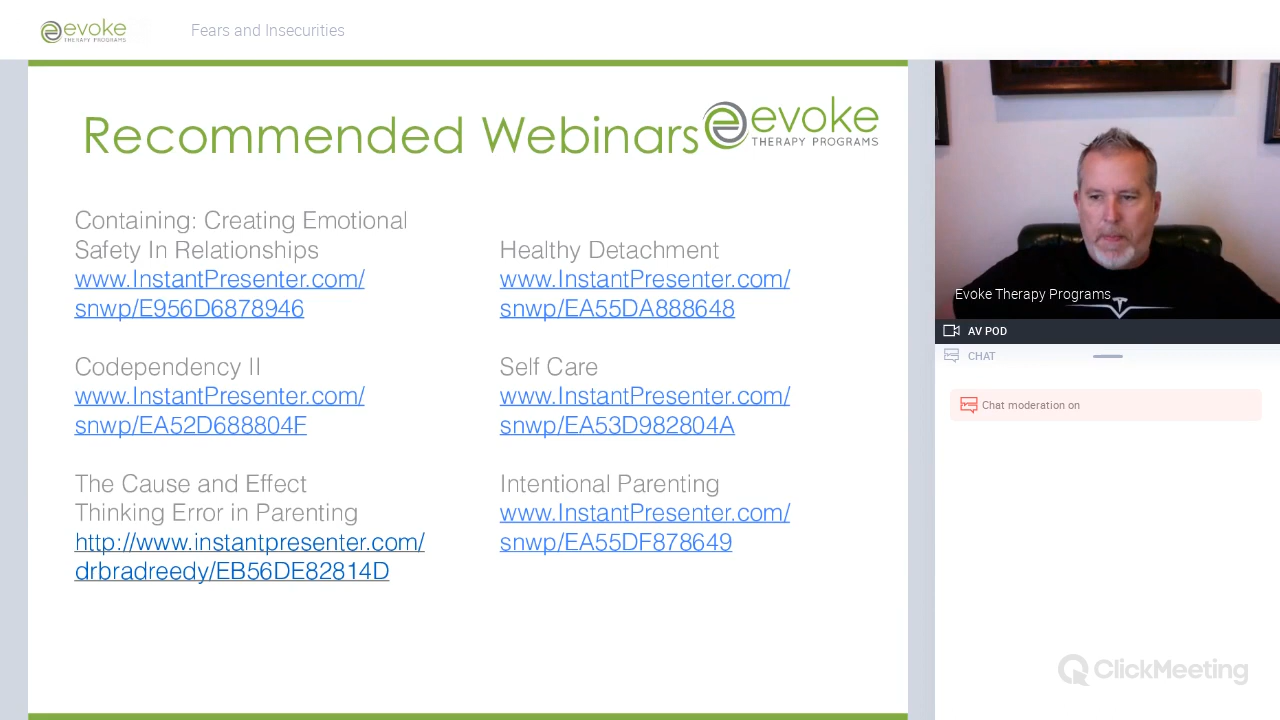 evoke
THERAPY PROGRAMS
Fears and Insecurities
Recommended Webinars
evoke
THERAPY PROGRAMS
Containing: Creating Emotional
Safety In Relationships
www.InstantPresenter.com/
snwp/E956D6878946
Codependency II
www.InstantPresenter.com/
snwp/EA52D688804F
The Cause and Effect
Thinking Error in Parenting
http://www.instantpresenter.com/
drbradreedy/EB56DE82814D
Healthy Detachment
www.InstantPresenter.com/
snwp/EA55DA888648
Self Care
www.InstantPresenter.com/
snwp/EA53D982804A
Intentional Parenting
www.InstantPresenter.com/
snwp/EA55DF878649
Evoke Therapy Programs
AV POD
CHAT
Chat moderation on
ClickMeeting